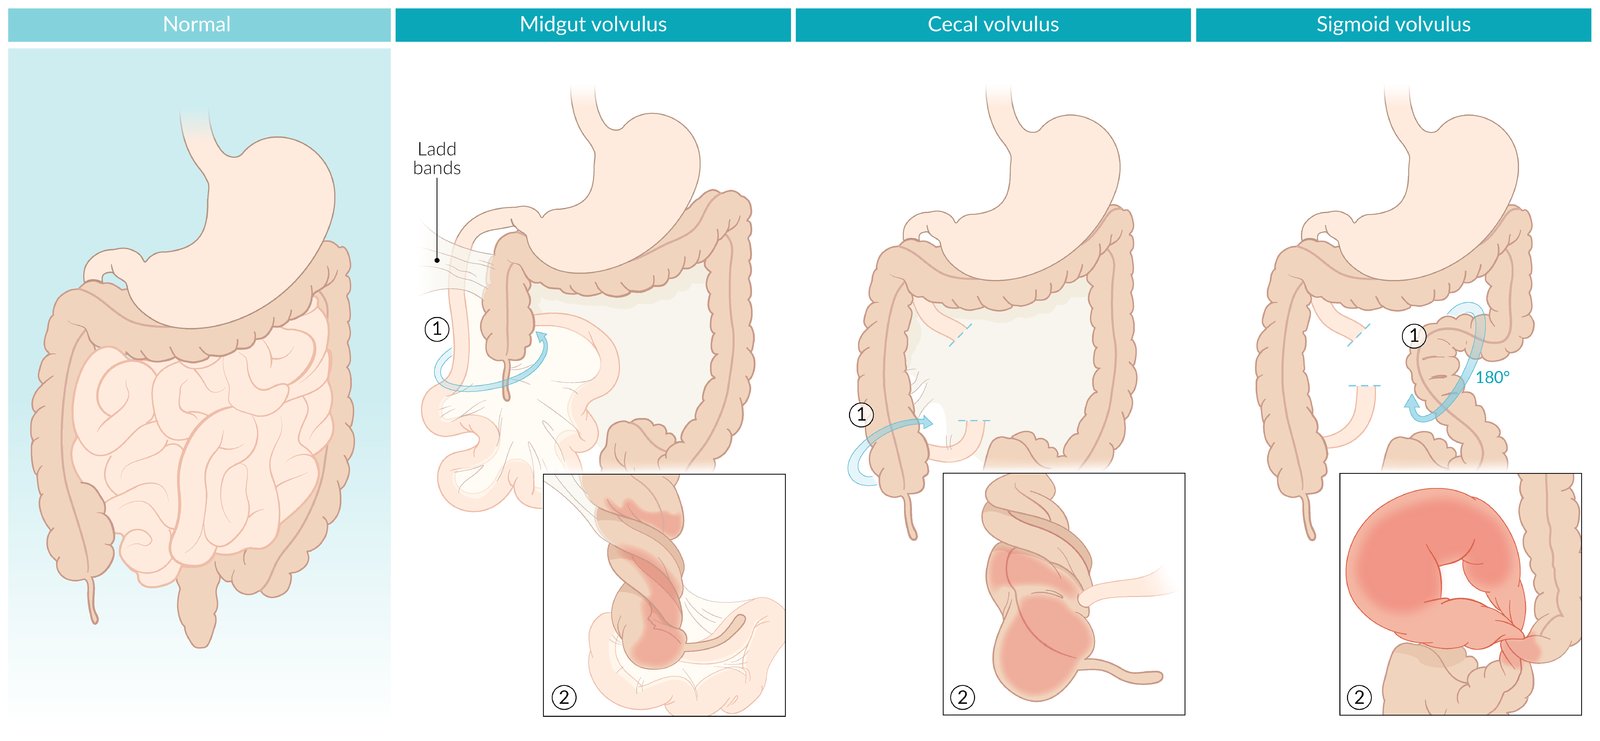 Normal
Midgut volvulus
Cecal volvulus
Sigmoid volvulus
Ladd
bands
1
2
1
2
1
180°
2